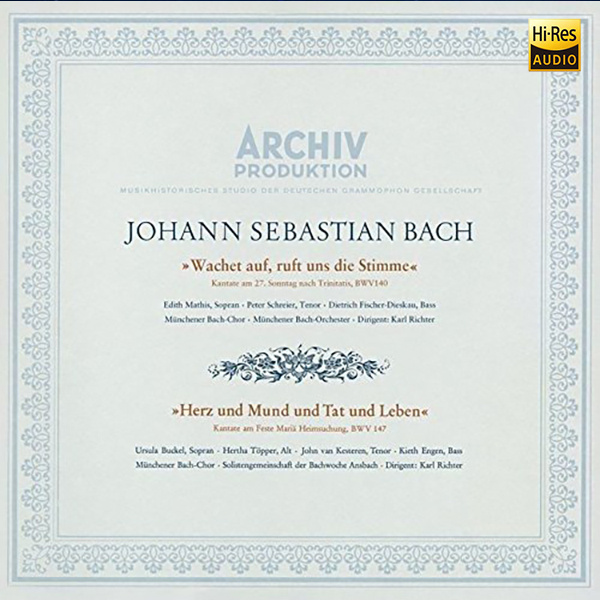 Hi-Res
AUDIO
ARCHIV
PRODUKTION
MUSIKHISTORISCHES STUDIO DER DEUTSCHEN GRAMMOPHON GESELLSCHAFT
JOHANN SEBASTIAN BACH
»Wachet auf, ruft uns die Stimme«
Kantate am 27. Sonntag nach Trinitatis, BWV140
Edith Mathis, Sopran · Peter Schreier, Tenor · Dietrich Fischer-Dieskau, Bass
Münchener Bach-Chor · Münchener Bach-Orchester · Dirigent: Karl Richter
»Herz und Mund und Tat und Leben«
Kantate am Feste Mariä Heimsuchung, BWV 147
Ursula Buckel, Sopran · Hertha Töpper, Alt · John van Kesteren, Tenor · Kieth Engen, Bass
Münchener Bach-Chor · Solistengemeinschaft der Bachwoche Ansbach · Dirigent: Karl Richter